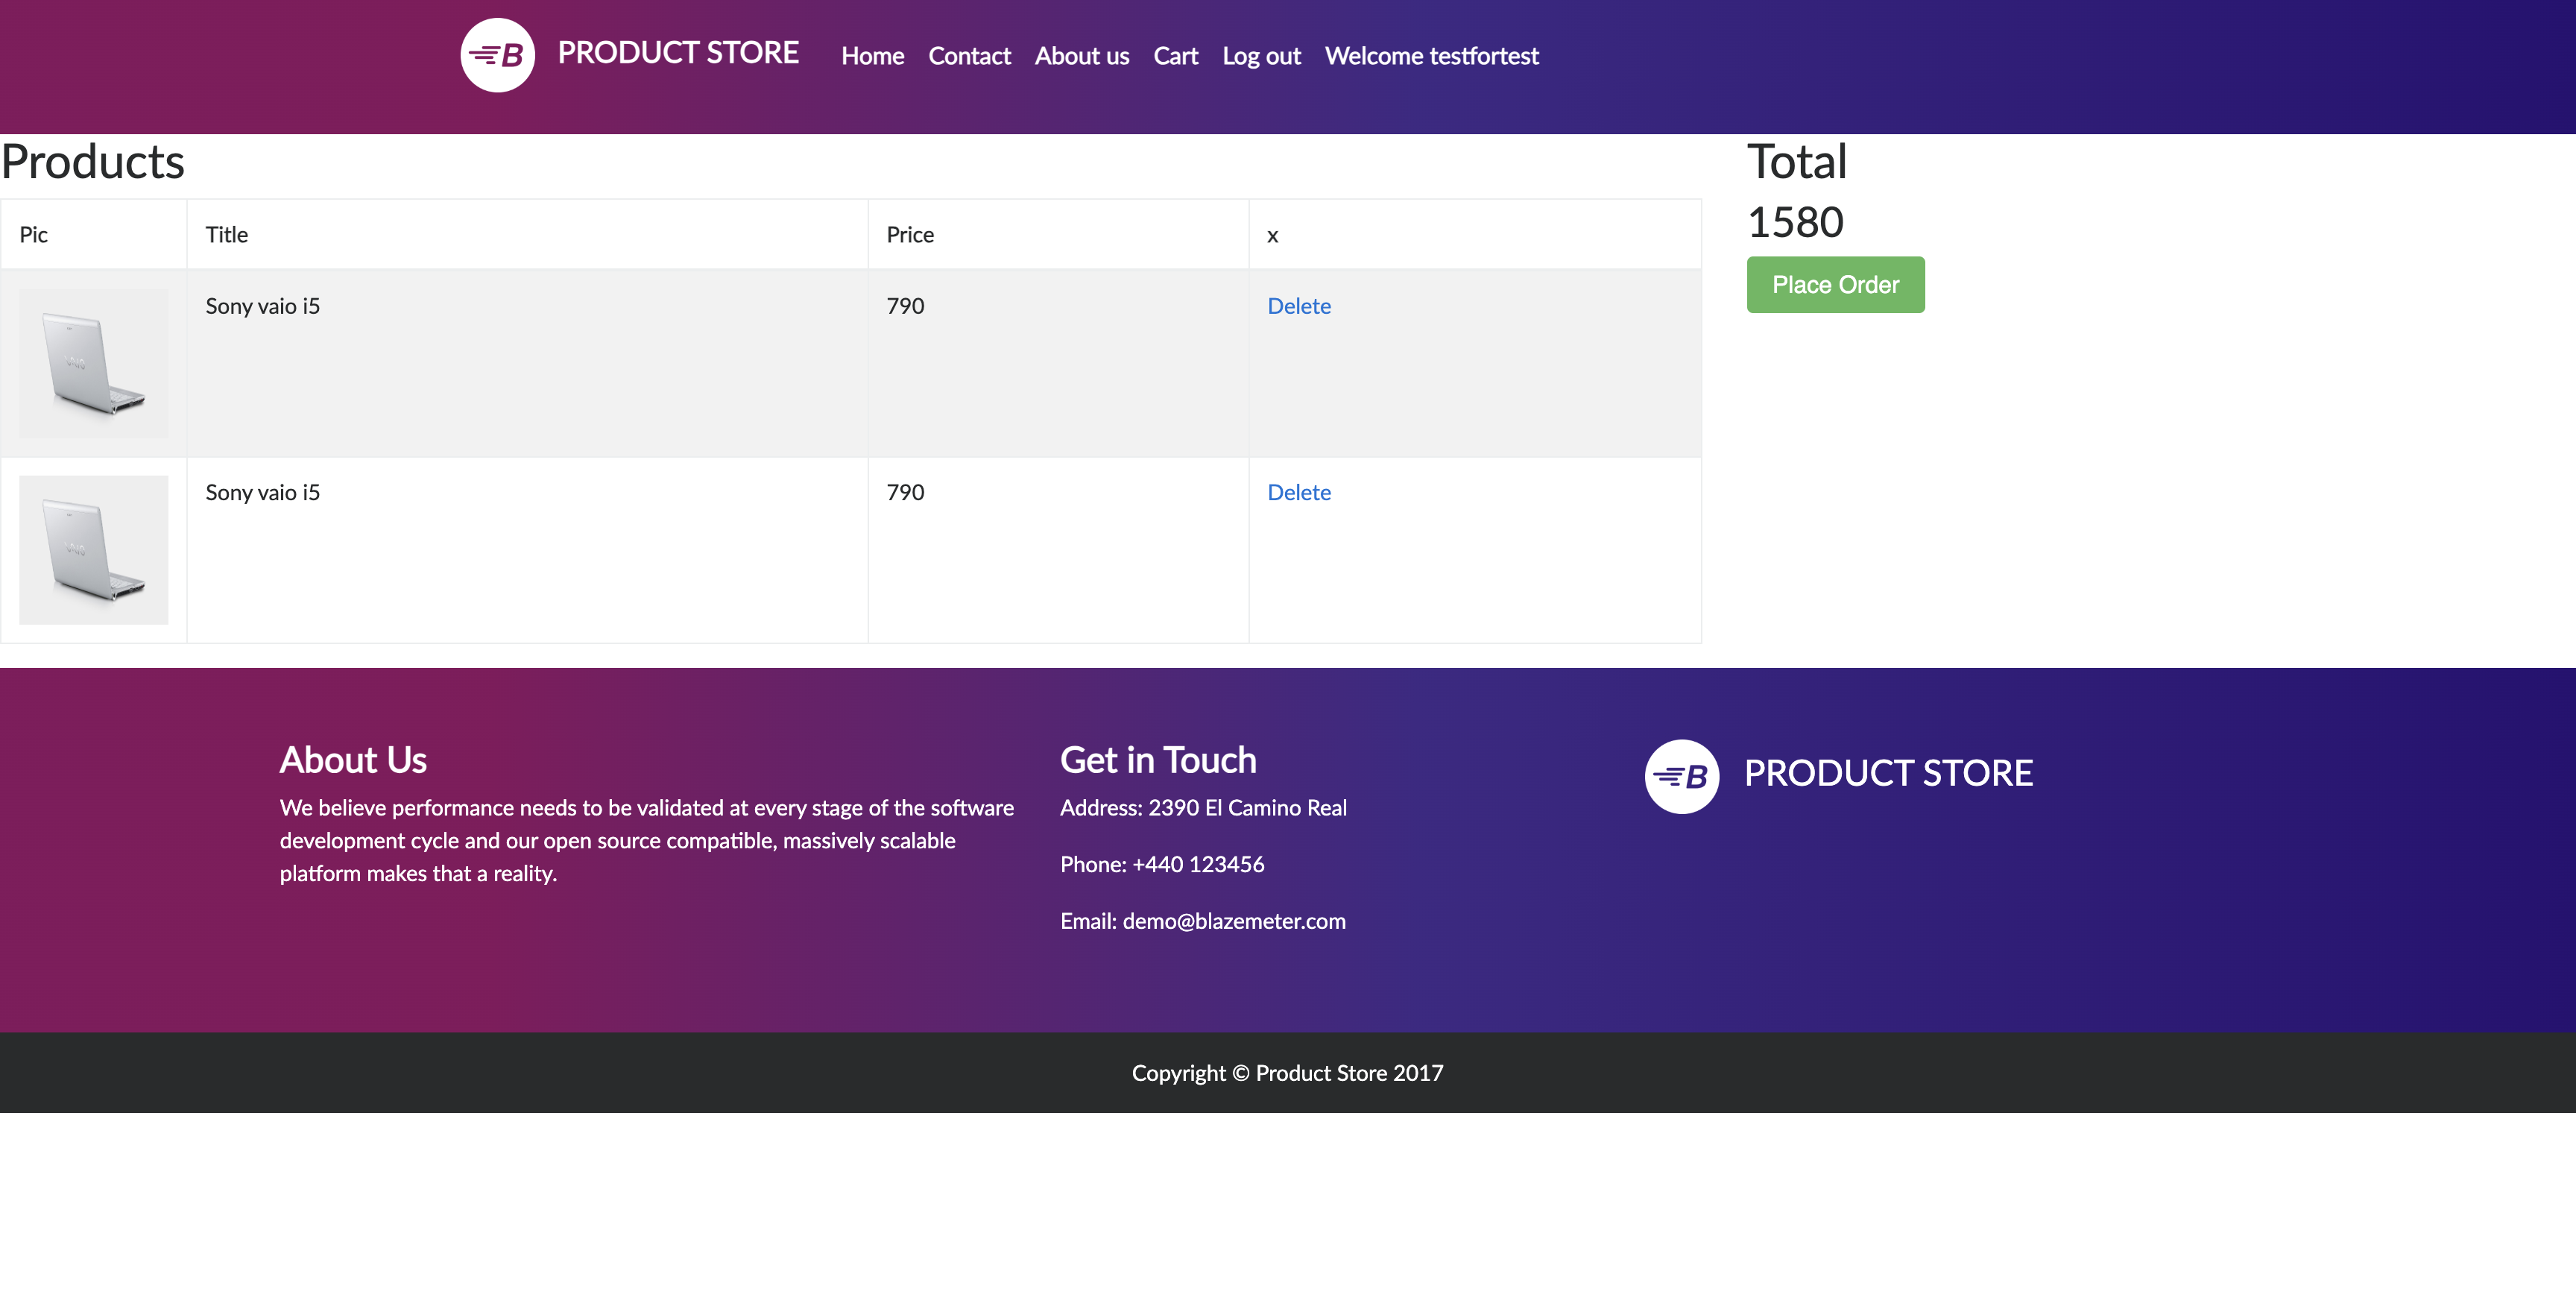 B PRODUCT STORE Home Contact About us Cart Log out Welcome testfortest
Products
Total
1580
Place Order
Pic Title Price x
Sony vaio i5 790 Delete
VAIO
Sony vaio i5 790 Delete
VAIO
About Us
We believe performance needs to be validated at every stage of the software
development cycle and our open source compatible, massively scalable
platform makes that a reality.
Get in Touch
Address: 2390 El Camino Real
Phone: +440 123456
Email: demo@blazemeter.com
B PRODUCT STORE
Copyright © Product Store 2017